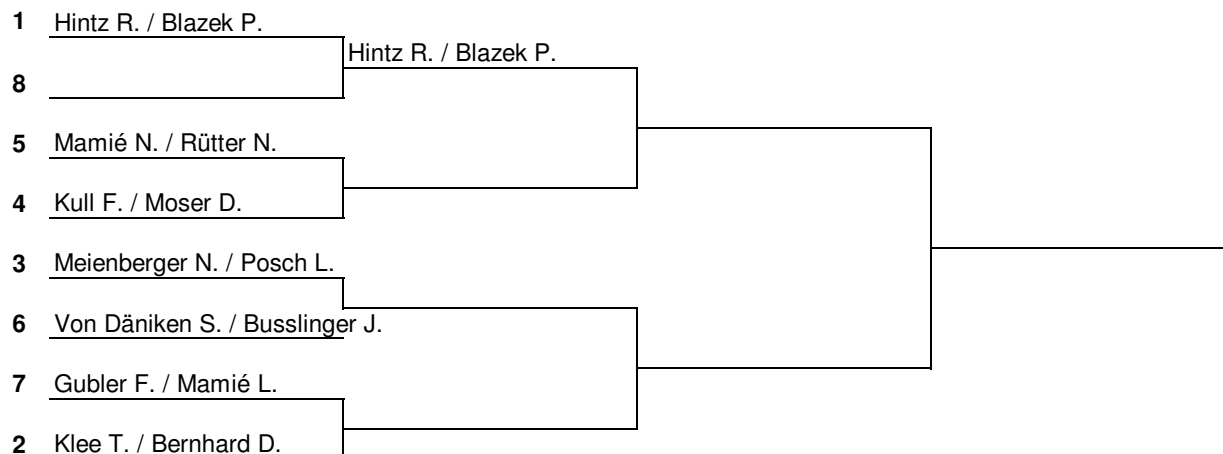 1 Hintz R. / Blazek P.
Hintz R. / Blazek P.
8
5 Mamié N. / Rütter N.
4 Kull F. / Moser D.
3 Meienberger N. / Posch L.
6 Von Däniken S. / Busslinger J.
7 Gubler F. / Mamié L.
2 Klee T. / Bernhard D.